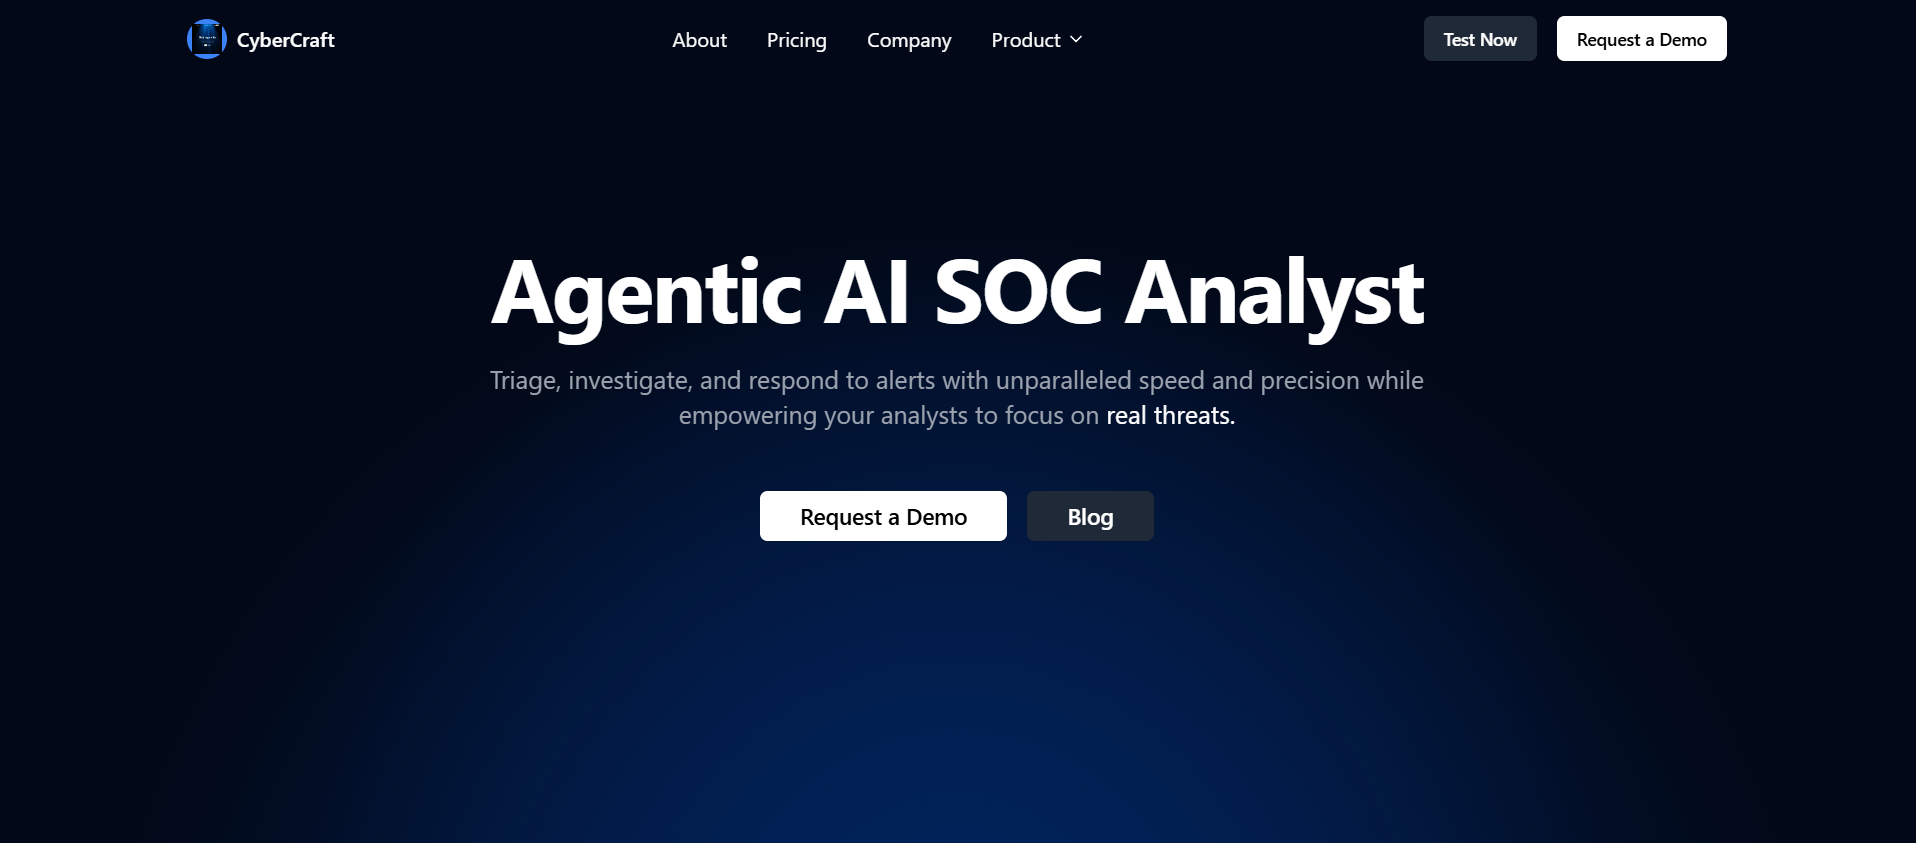 CyberCraft
About
Pricing
Company
Product
Test Now
Request a Demo
Agentic AI SOC Analyst
Triage, investigate, and respond to alerts with unparalleled speed and precision while
empowering your analysts to focus on real threats.
Request a Demo
Blog